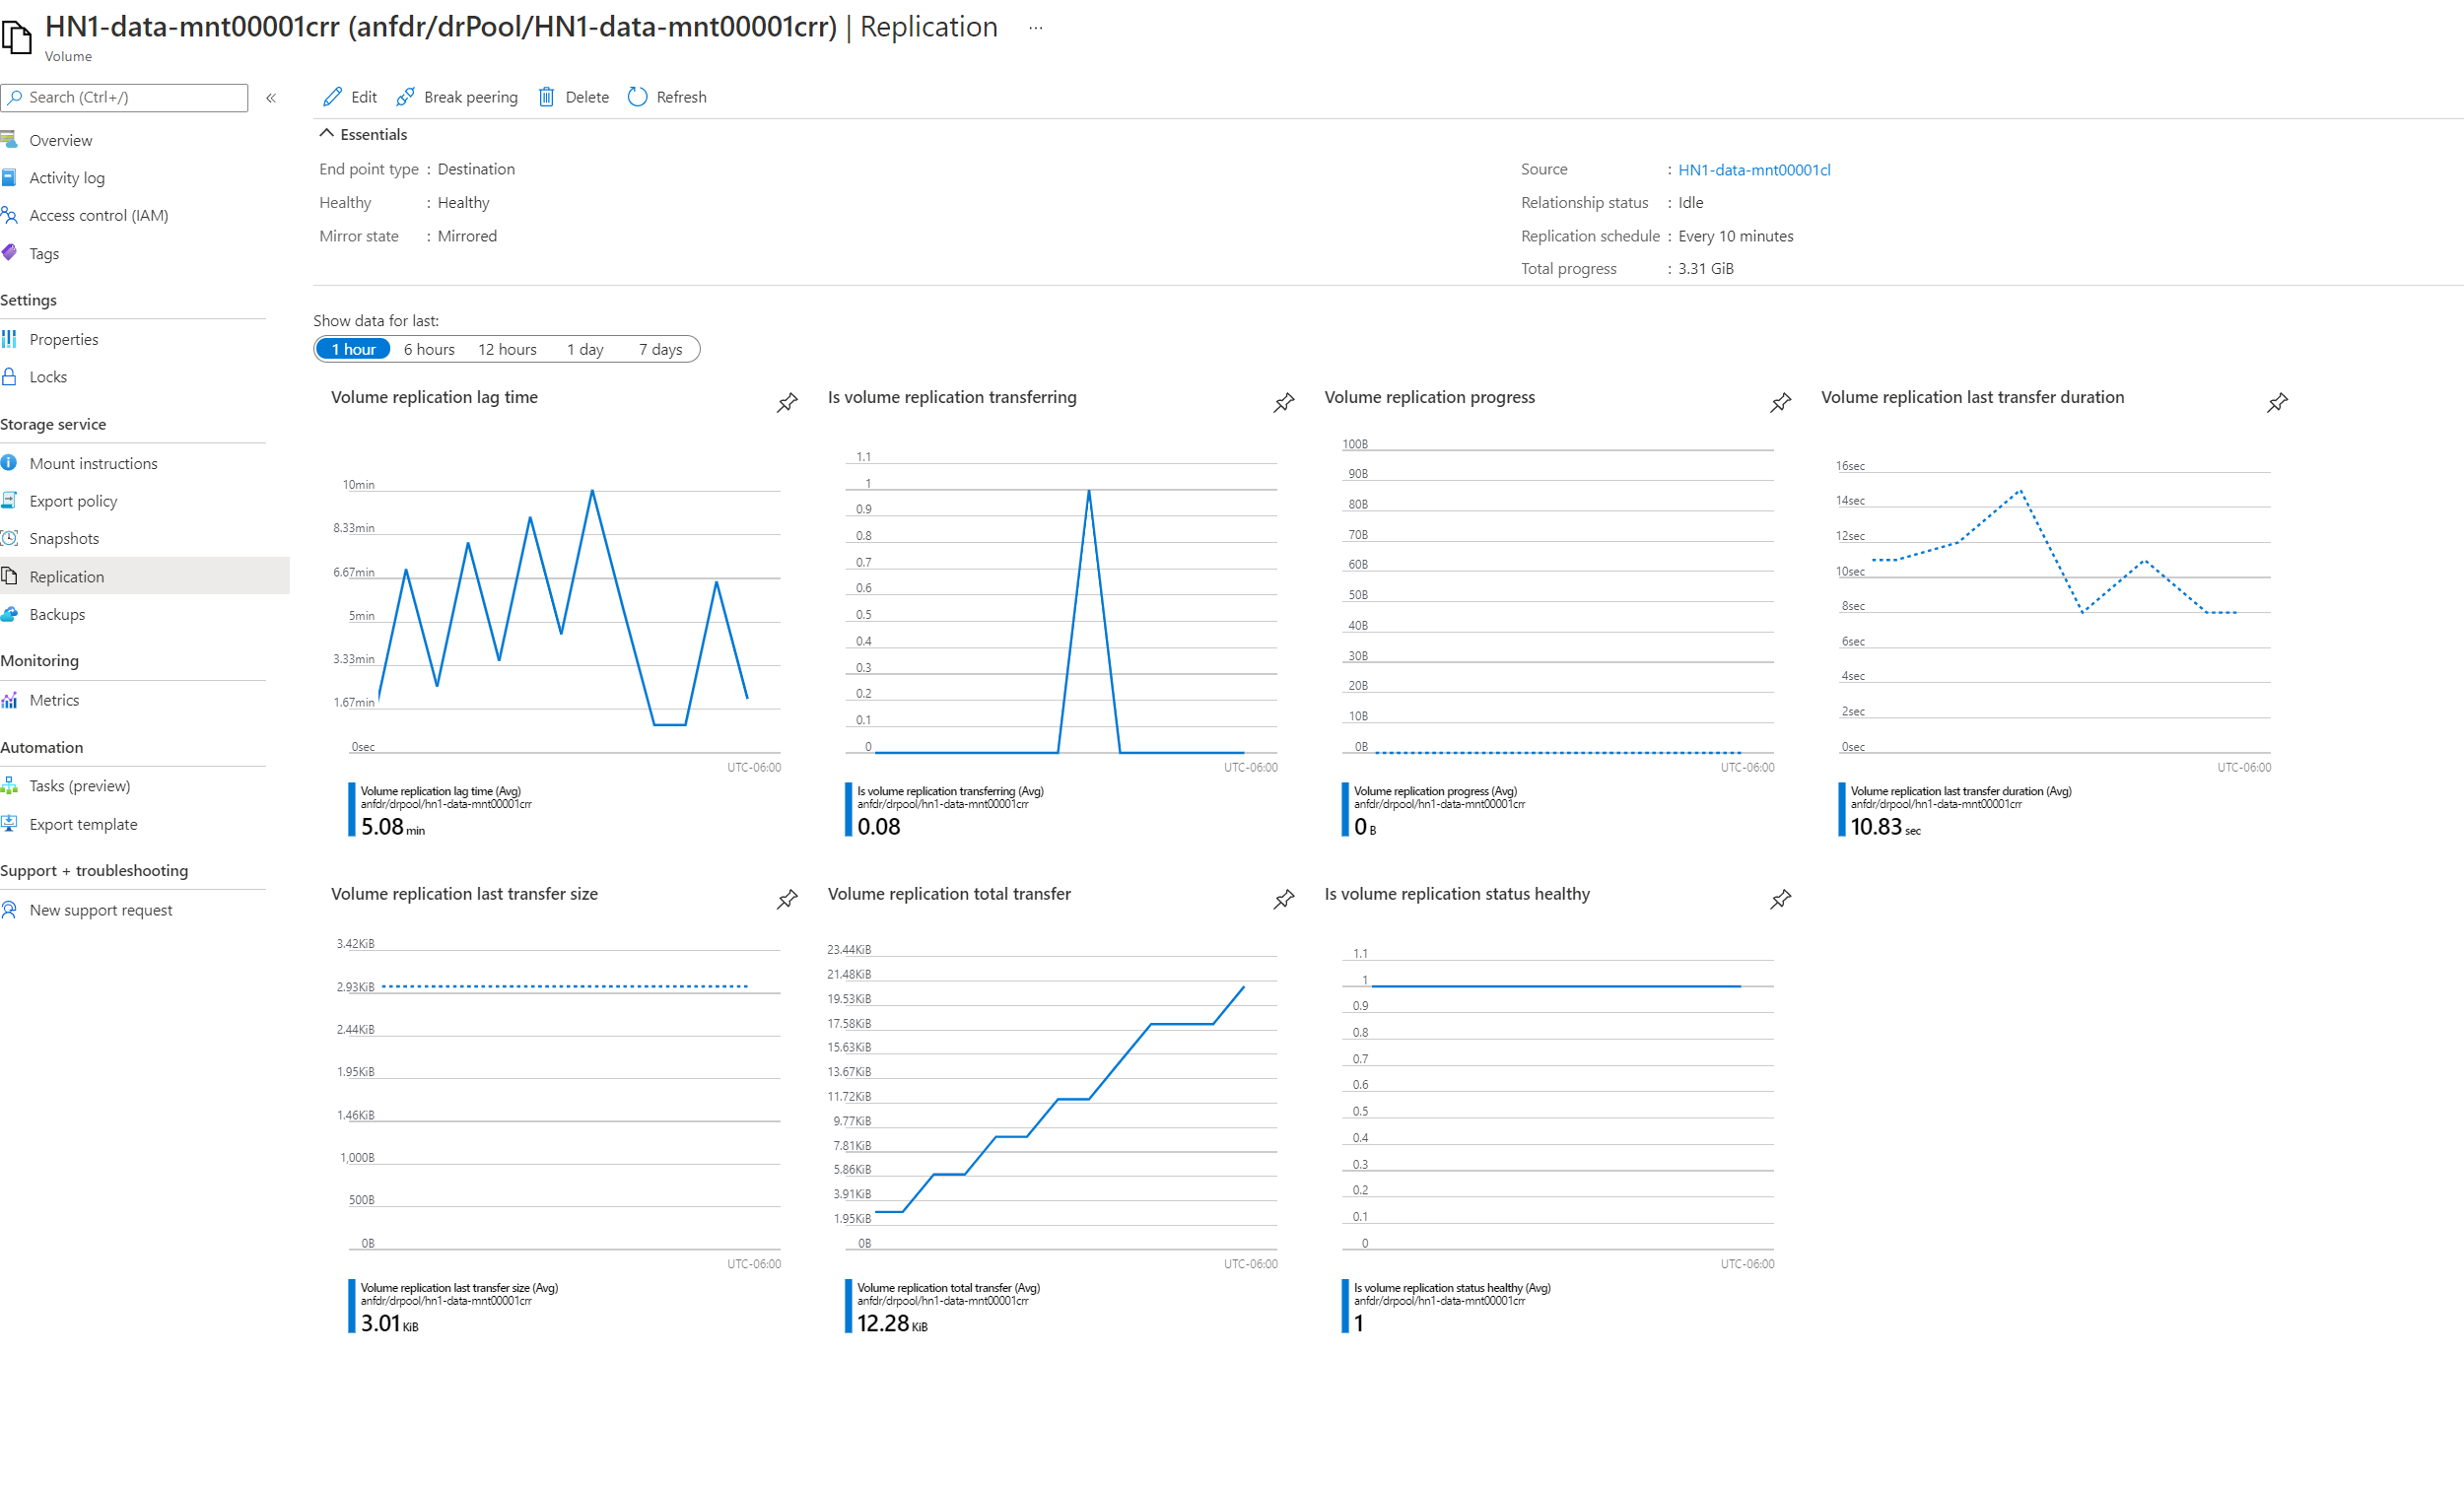 HN1-data-mnt00001crr (anfdr/drPool/HN1-data-mnt00001crr) | Replication ...
Volume
Search (Ctrl+/)
«
Overview
Activity log
Access control (IAM)
Tags
Settings
Properties
Locks
Storage service
Mount instructions
Export policy
Snapshots
Replication
Backups
Monitoring
Metrics
Automation
Tasks (preview)
Export template
Support + troubleshooting
New support request
Edit Break peering Delete Refresh
Essentials
End point type : Destination
Healthy : Healthy
Mirror state : Mirrored
Source : HN1-data-mnt00001cl
Relationship status : Idle
Replication schedule : Every 10 minutes
Total progress : 3.31 GiB
Show data for last:
1 hour 6 hours 12 hours 1 day 7 days
Volume replication lag time
10min
8.33min
6.67min
5min
3.33min
1.67min
0sec
UTC-06:00
Volume replication lag time (Avg)
anfdr/drpool/hn1-data-mnt00001crr
5.08 min
Is volume replication transferring
1.1
1
0.9
0.8
0.7
0.6
0.5
0.4
0.3
0.2
0.1
0
UTC-06:00
Is volume replication transferring (Avg)
anfdr/drpool/hn1-data-mnt00001crr
0.08
Volume replication progress
100B
90B
80B
70B
60B
50B
40B
30B
20B
10B
0B
UTC-06:00
Volume replication progress (Avg)
anfdr/drpool/hn1-data-mnt00001crr
0 B
Volume replication last transfer duration
16sec
14sec
12sec
10sec
8sec
6sec
4sec
2sec
0sec
UTC-06:00
Volume replication last transfer duration (Avg)
anfdr/drpool/hn1-data-mnt00001crr
10.83 sec
Volume replication last transfer size
3.42KiB
2.93KiB
2.44KiB
1.95KiB
1.46KiB
1,000B
500B
0B
UTC-06:00
Volume replication last transfer size (Avg)
anfdr/drpool/hn1-data-mnt00001crr
3.01 KiB
Volume replication total transfer
23.44KiB
21.48KiB
19.53KiB
17.58KiB
15.63KiB
13.67KiB
11.72KiB
9.77KiB
7.81KiB
5.86KiB
3.91KiB
1.95KiB
0B
UTC-06:00
Volume replication total transfer (Avg)
anfdr/drpool/hn1-data-mnt00001crr
12.28 KiB
Is volume replication status healthy
1.1
1
0.9
0.8
0.7
0.6
0.5
0.4
0.3
0.2
0.1
0
UTC-06:00
Is volume replication status healthy (Avg)
anfdr/drpool/hn1-data-mnt00001crr
1